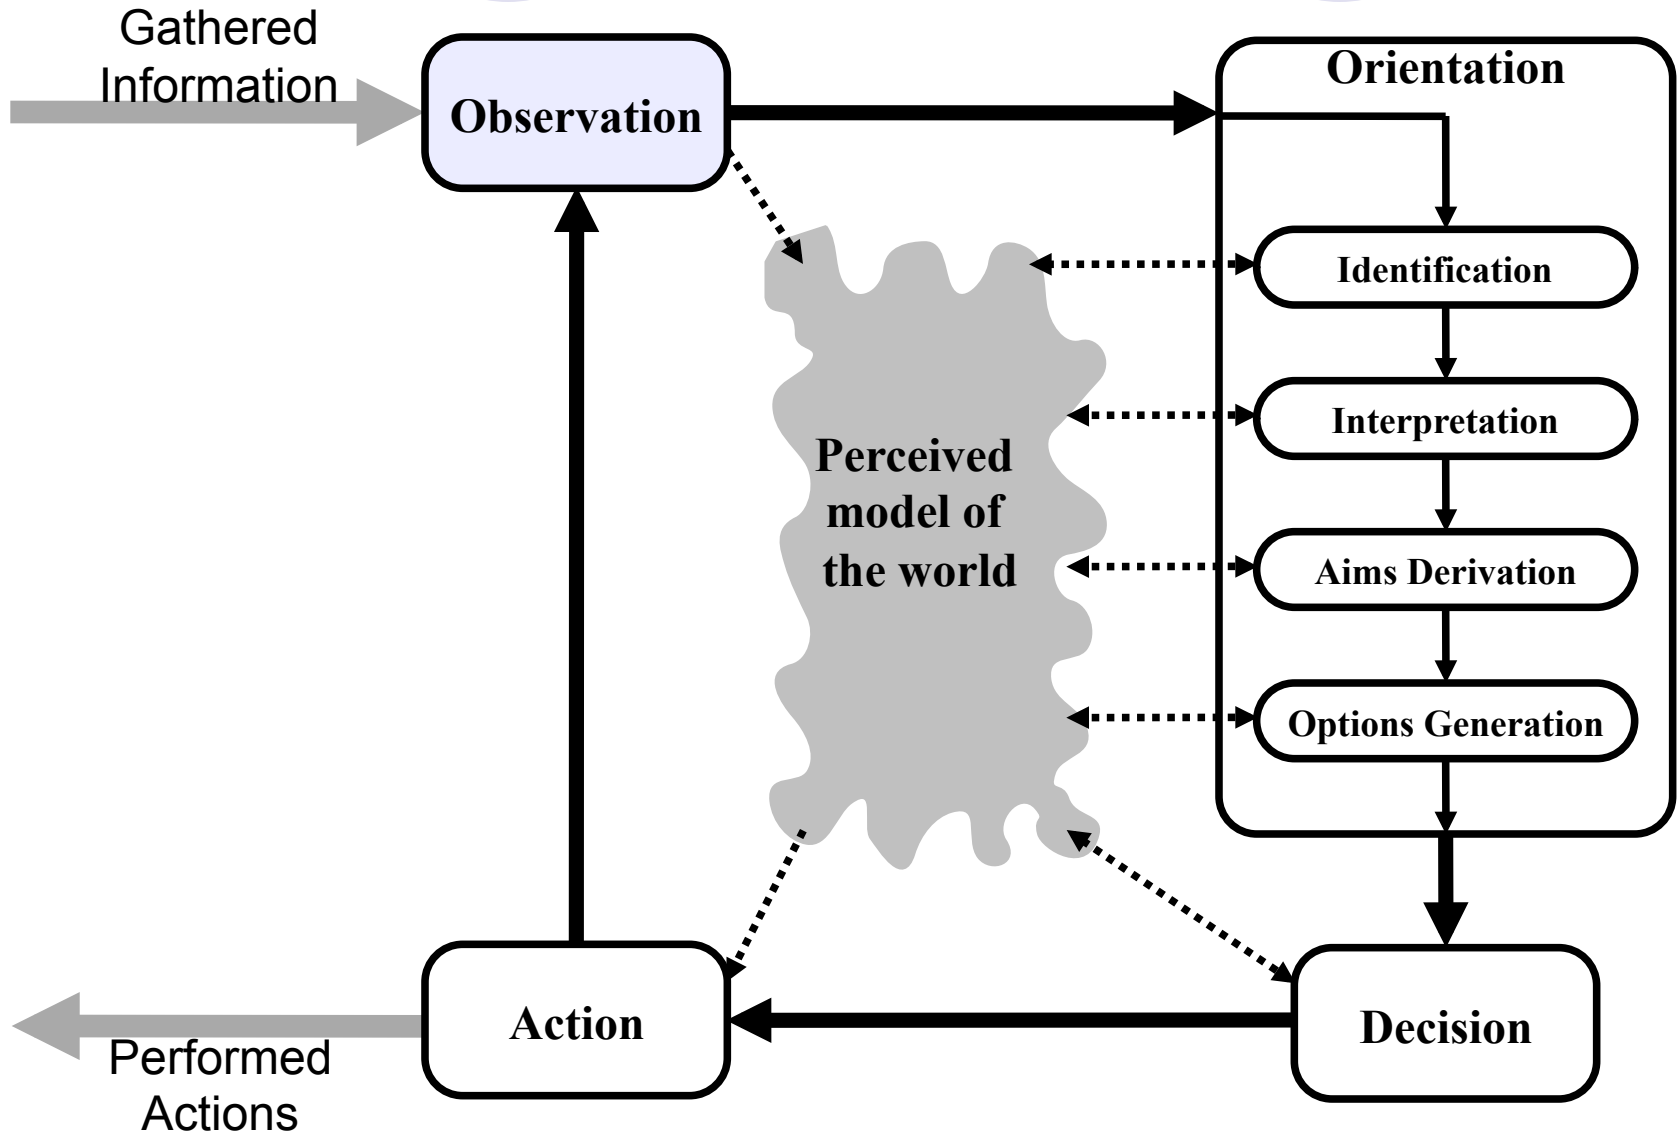 Gathered
Information
Observation
Orientation
Identification
Interpretation
Aims Derivation
Options Generation
Perceived
model of
the world
Action
Decision
Performed
Actions